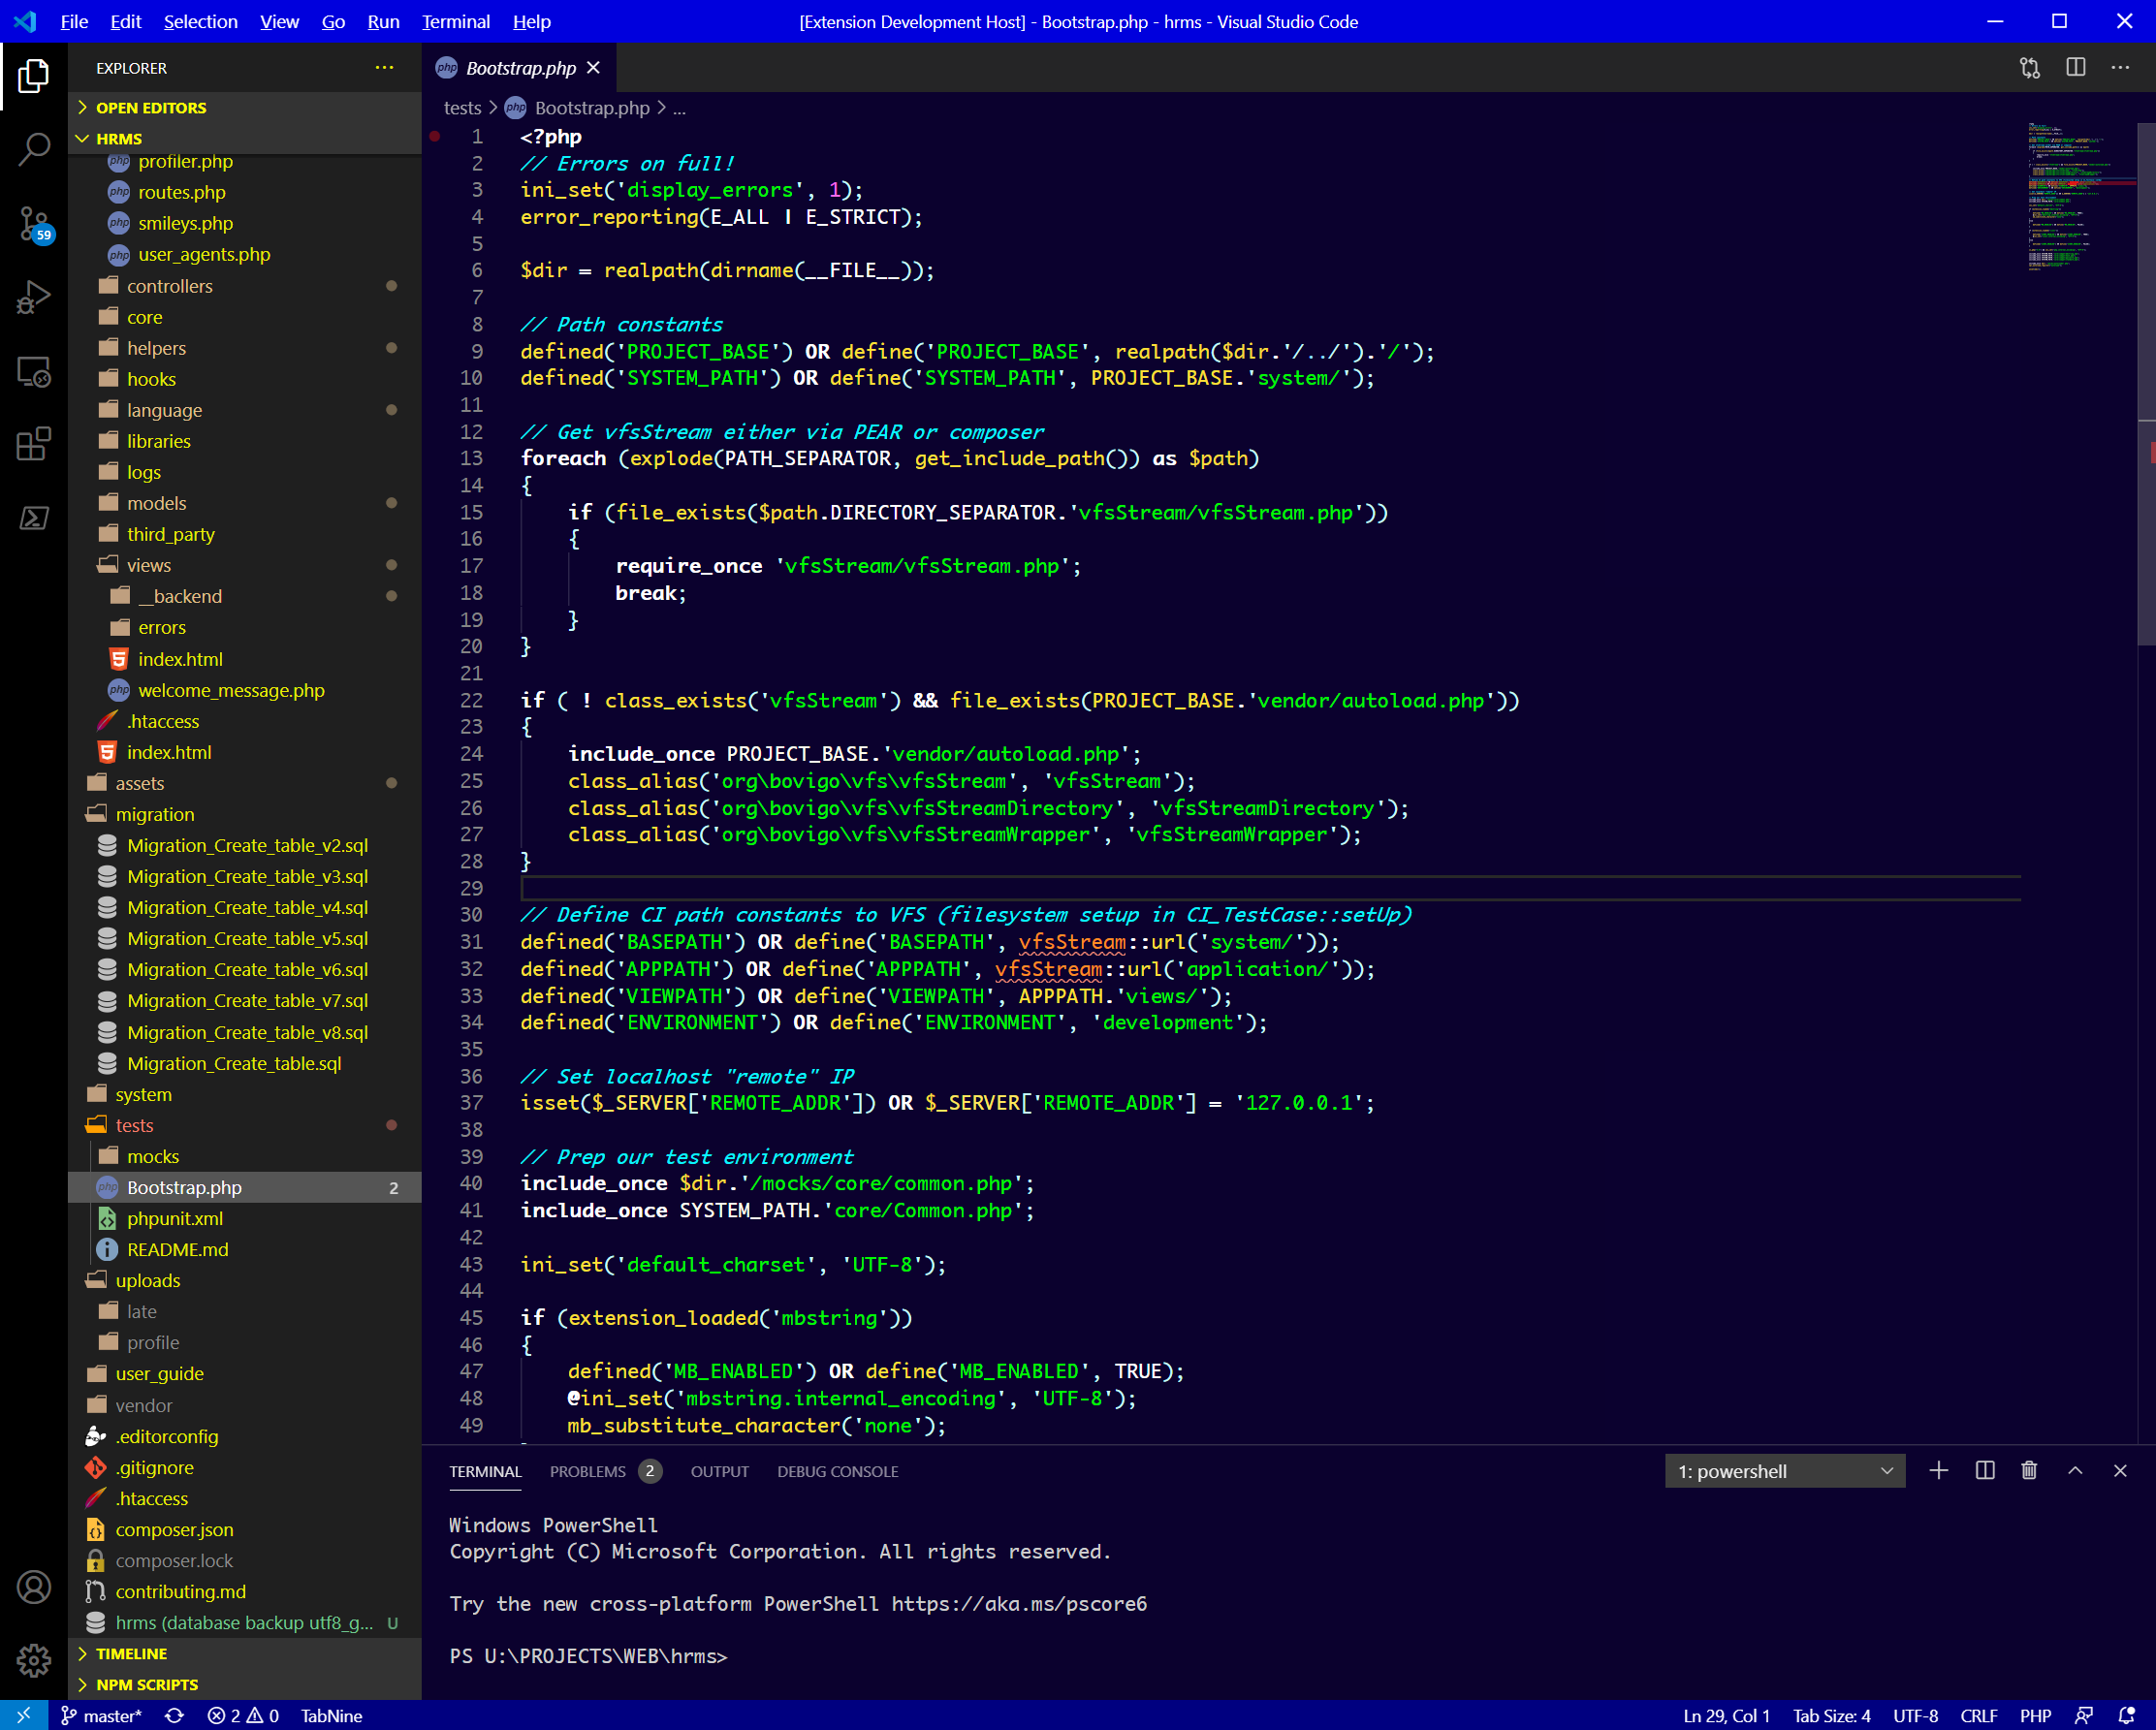 File Edit Selection View Go Run Terminal Help
[Extension Development Host] - Bootstrap.php - hrms - Visual Studio Code
EXPLORER
OPEN EDITORS
HRMS
profiler.php
routes.php
smileys.php
user_agents.php
controllers
core
helpers
hooks
language
libraries
logs
models
third_party
views
__backend
errors
index.html
welcome_message.php
.htaccess
index.html
assets
migration
Migration_Create_table_v2.sql
Migration_Create_table_v3.sql
Migration_Create_table_v4.sql
Migration_Create_table_v5.sql
Migration_Create_table_v6.sql
Migration_Create_table_v7.sql
Migration_Create_table_v8.sql
Migration_Create_table.sql
system
tests
mocks
Bootstrap.php 2
phpunit.xml
README.md
uploads
late
profile
user_guide
vendor
.editorconfig
.gitignore
.htaccess
composer.json
composer.lock
contributing.md
hrms (database backup utf8_g... U
TIMELINE
NPM SCRIPTS
59
php Bootstrap.php
tests > php Bootstrap.php > ...
1 <?php
2 // Errors on full!
3 ini_set('display_errors', 1);
4 error_reporting(E_ALL | E_STRICT);
5
6 $dir = realpath(dirname(__FILE__));
7
8 // Path constants
9 defined('PROJECT_BASE') OR define('PROJECT_BASE', realpath($dir.'/../').'/');
10 defined('SYSTEM_PATH') OR define('SYSTEM_PATH', PROJECT_BASE.'system/');
11
12 // Get vfsStream either via PEAR or composer
13 foreach (explode(PATH_SEPARATOR, get_include_path()) as $path)
14 {
15 if (file_exists($path.DIRECTORY_SEPARATOR.'vfsStream/vfsStream.php'))
16 {
17 require_once 'vfsStream/vfsStream.php';
18 break;
19 }
20 }
21
22 if ( ! class_exists('vfsStream') && file_exists(PROJECT_BASE.'vendor/autoload.php'))
23 {
24 include_once PROJECT_BASE.'vendor/autoload.php';
25 class_alias('org\bovigo\vfs\vfsStream', 'vfsStream');
26 class_alias('org\bovigo\vfs\vfsStreamDirectory', 'vfsStreamDirectory');
27 class_alias('org\bovigo\vfs\vfsStreamWrapper', 'vfsStreamWrapper');
28 }
29
30 // Define CI path constants to VFS (filesystem setup in CI_TestCase::setUp)
31 defined('BASEPATH') OR define('BASEPATH', vfsStream::url('system/'));
32 defined('APPPATH') OR define('APPPATH', vfsStream::url('application/'));
33 defined('VIEWPATH') OR define('VIEWPATH', APPPATH.'views/');
34 defined('ENVIRONMENT') OR define('ENVIRONMENT', 'development');
35
36 // Set localhost "remote" IP
37 isset($_SERVER['REMOTE_ADDR']) OR $_SERVER['REMOTE_ADDR'] = '127.0.0.1';
38
39 // Prep our test environment
40 include_once $dir.'/mocks/core/common.php';
41 include_once SYSTEM_PATH.'core/Common.php';
42
43 ini_set('default_charset', 'UTF-8');
44
45 if (extension_loaded('mbstring'))
46 {
47 defined('MB_ENABLED') OR define('MB_ENABLED', TRUE);
48 @ini_set('mbstring.internal_encoding', 'UTF-8');
49 mb_substitute_character('none');
TERMINAL PROBLEMS 2 OUTPUT DEBUG CONSOLE 1: powershell
Windows PowerShell
Copyright (C) Microsoft Corporation. All rights reserved.
Try the new cross-platform PowerShell https://aka.ms/pscore6
PS U:\PROJECTS\WEB\hrms>
master* 2 0 TabNine Ln 29, Col 1 Tab Size: 4 UTF-8 CRLF PHP